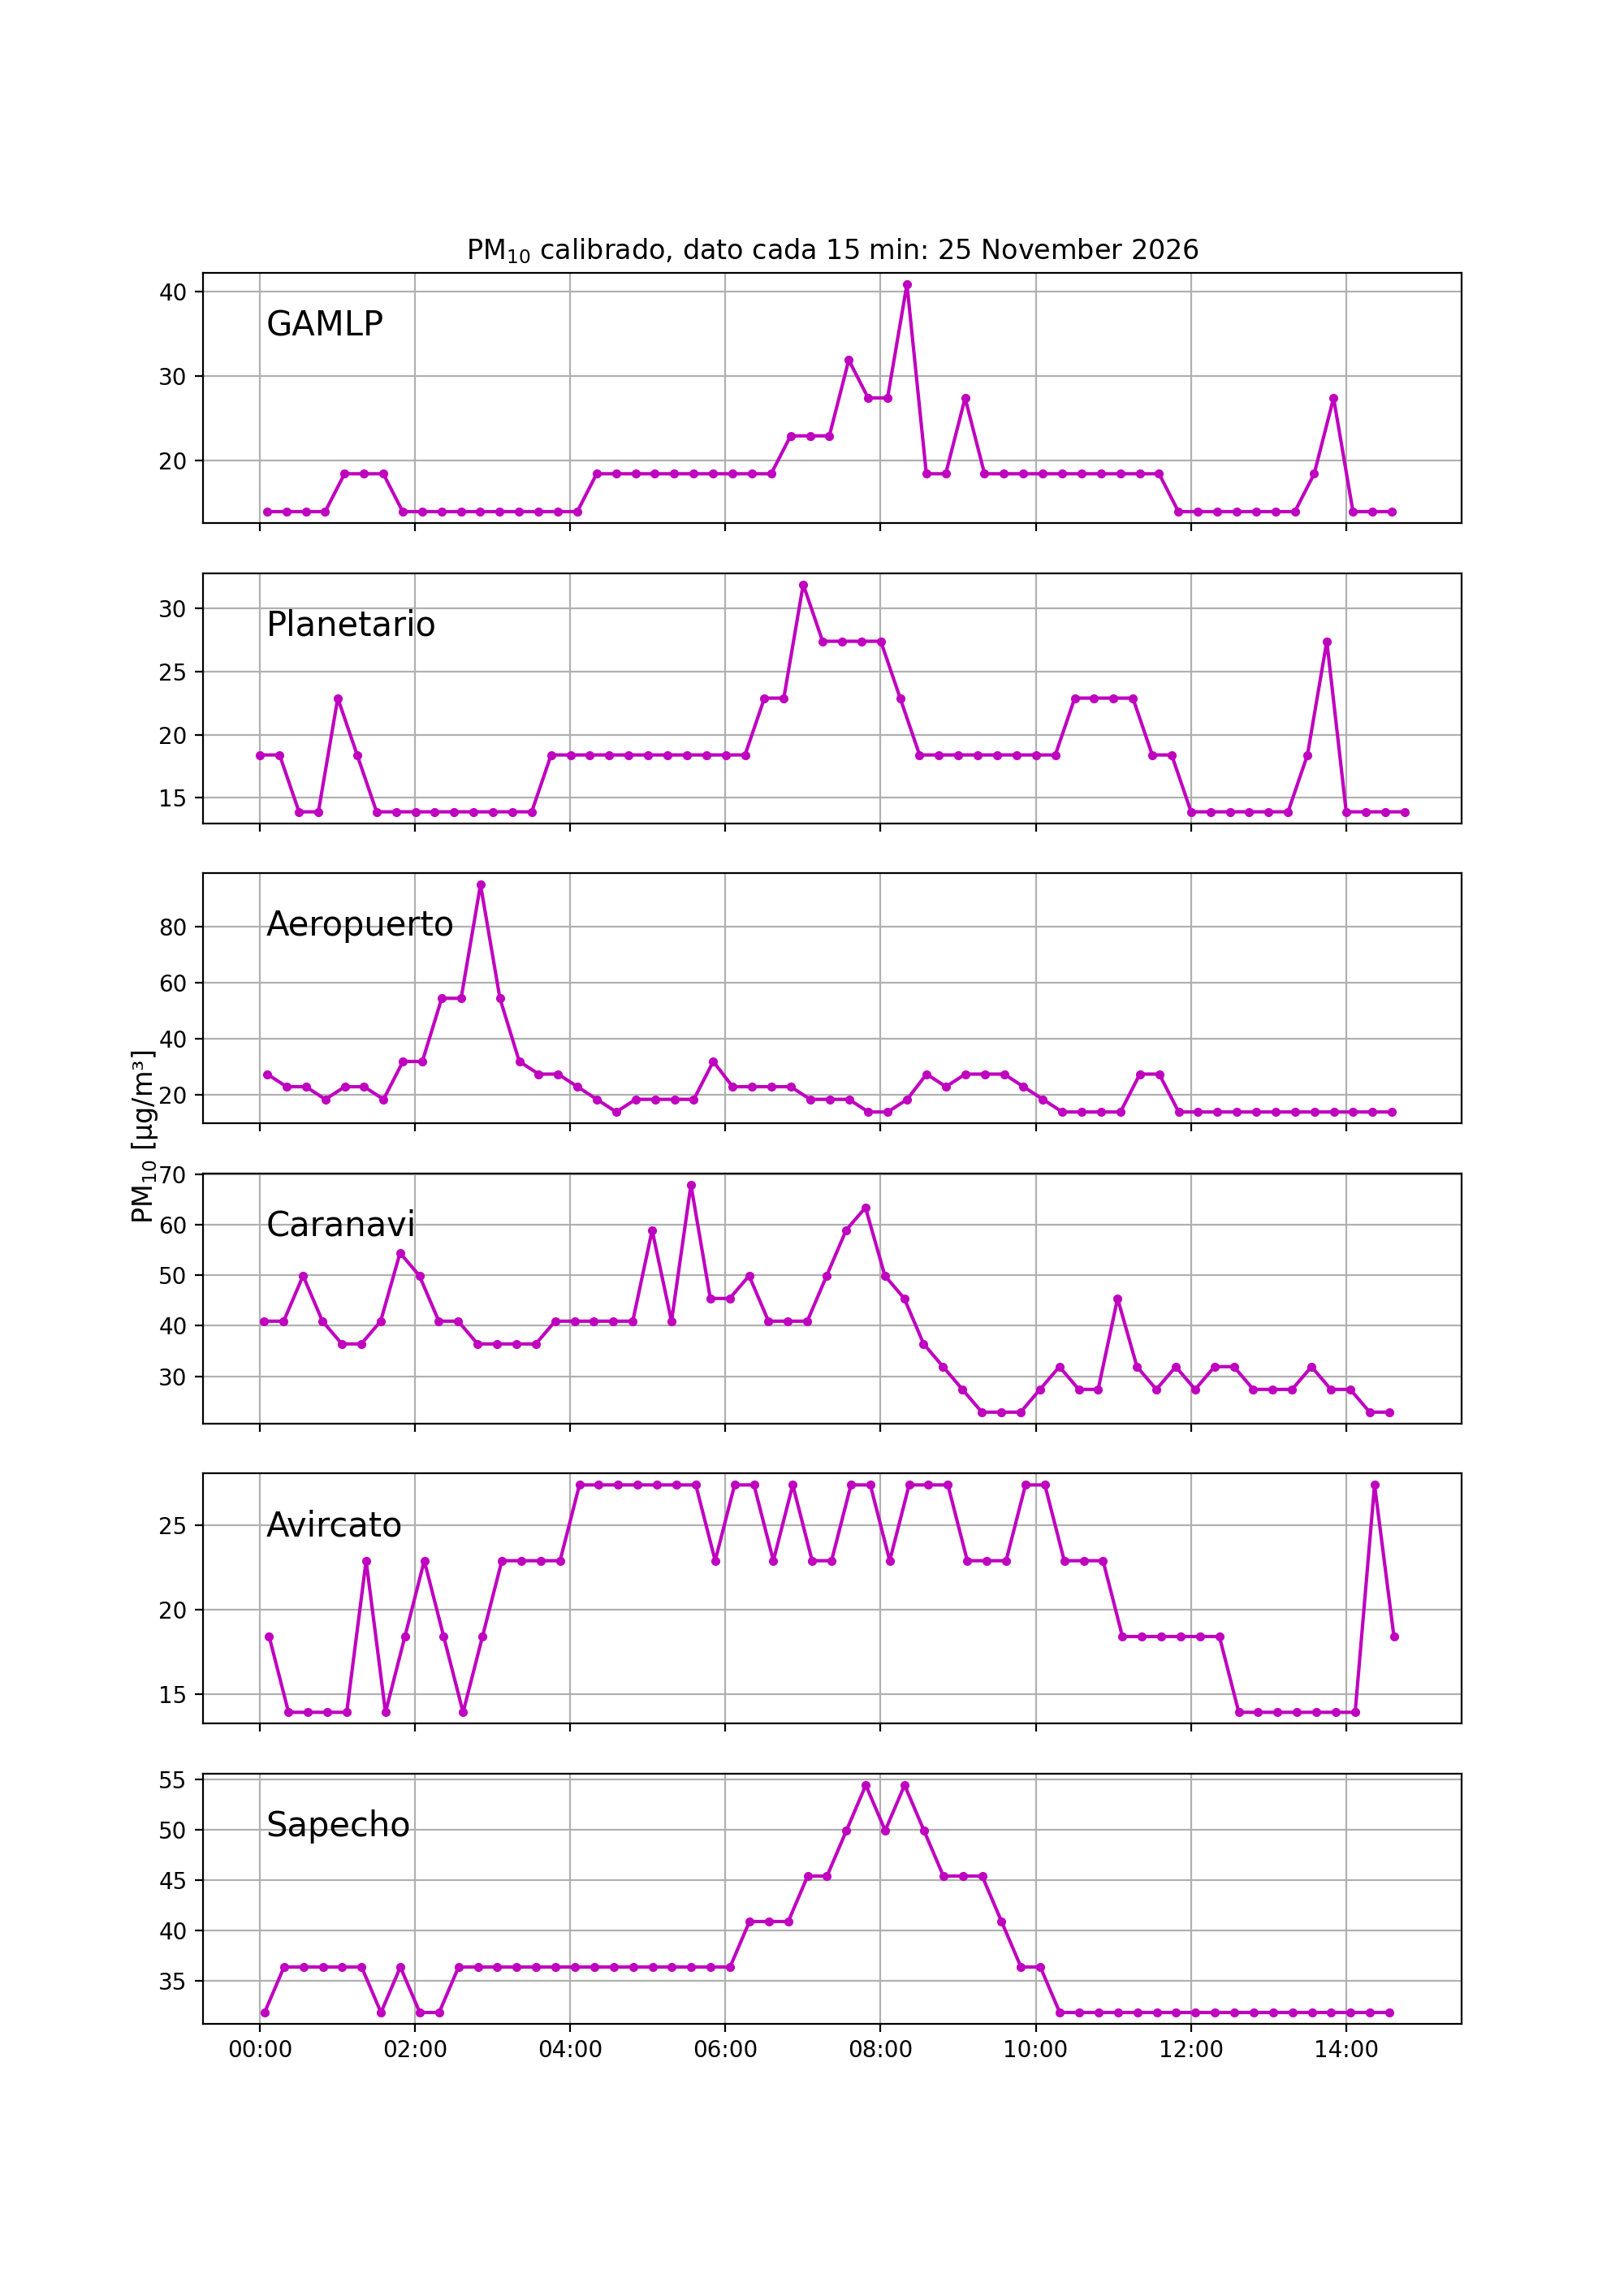 PM₁₀ calibrado, dato cada 15 min: 25 November 2026
40
GAMLP
30
20
30
Planetario
25
20
15
80
Aeropuerto
60
40
20
PM₁₀ [µg/m³]
70
60
Caranavi
50
40
30
25
Avircato
20
15
55
50
Sapecho
45
40
35
00:00 02:00 04:00 06:00 08:00 10:00 12:00 14:00